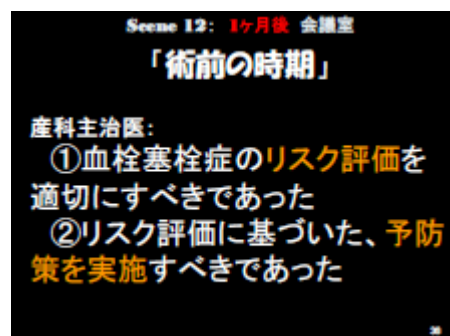 Scene 12: 1ヶ月後 会議室
「術前の時期」
産科主治医:
①血栓塞栓症のリスク評価を
適切にすべきであった
②リスク評価に基づいた、予防
策を実施すべきであった